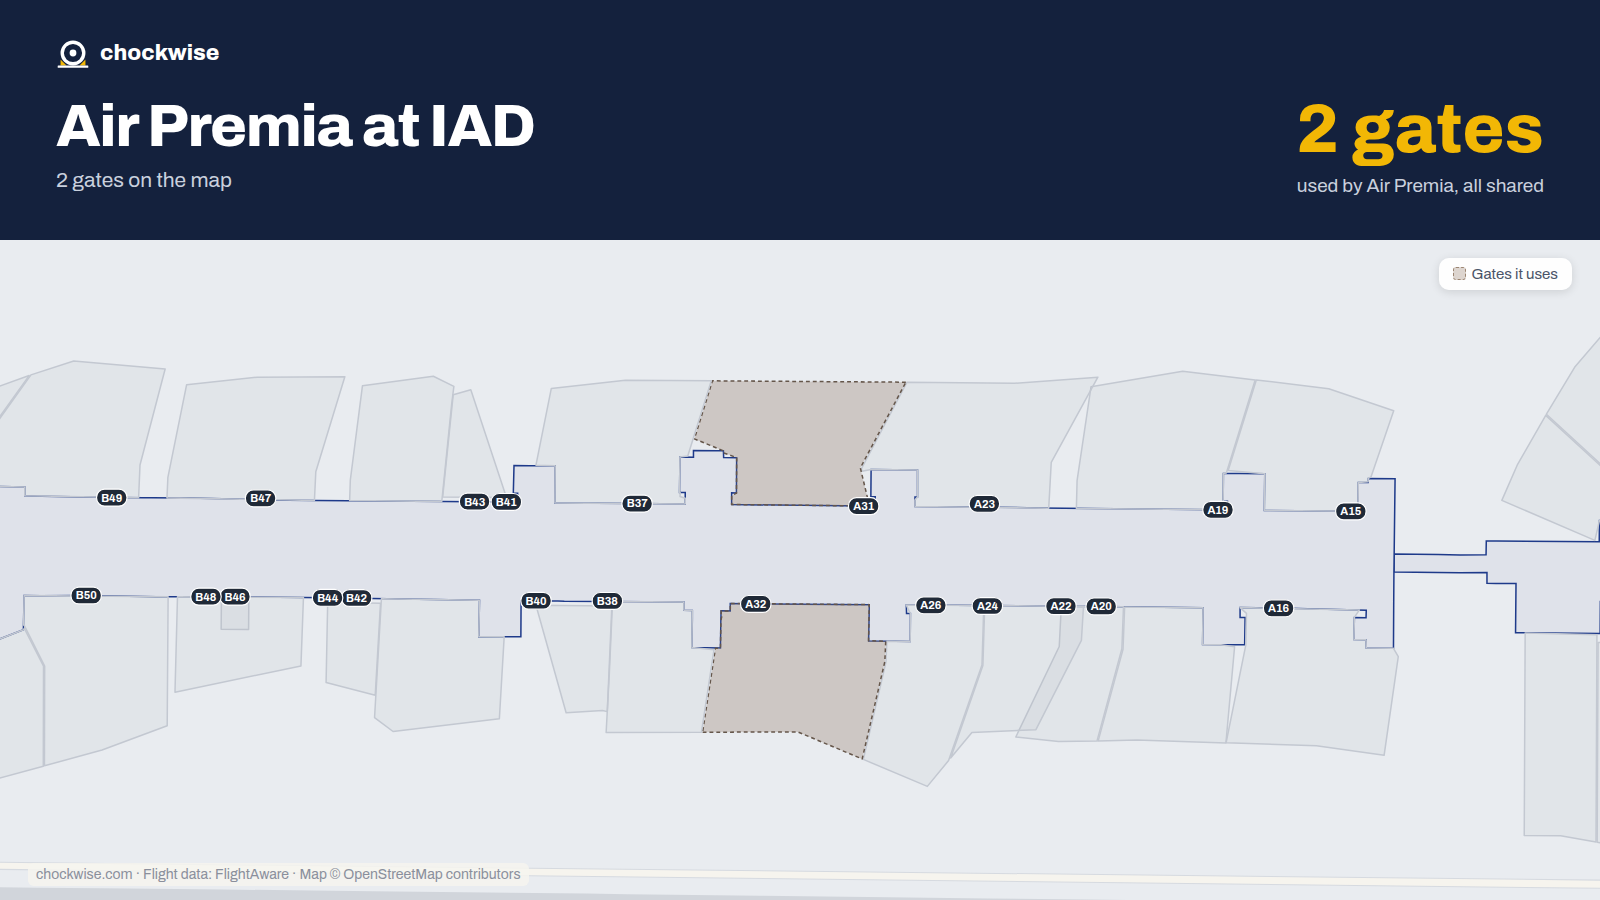 chockwise
Air Premia at IAD
2 gates on the map
2 gates
used by Air Premia, all shared
Gates it uses
B49
B47
B43
B41
B37
A31
A23
A19
A15
B50
B48
B46
B44
B42
B40
B38
A32
A26
A24
A22
A20
A16
chockwise.com · Flight data: FlightAware · Map © OpenStreetMap contributors